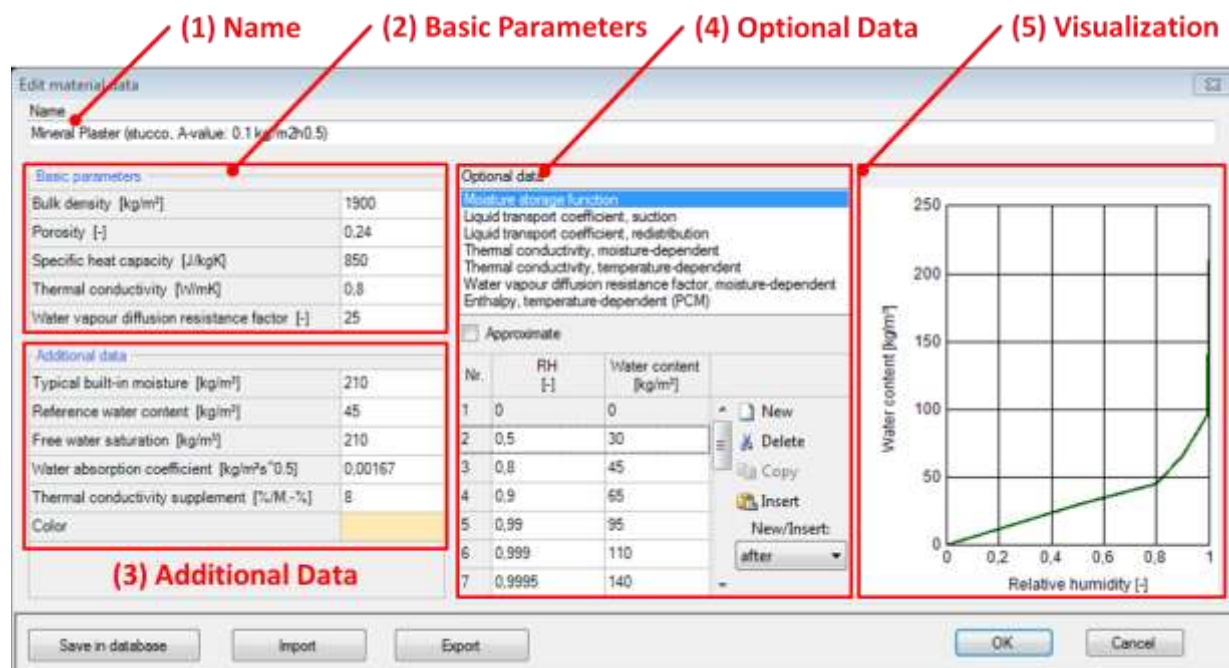 (1) Name
(2) Basic Parameters
(4) Optional Data
(5) Visualization
Edit material data
Name
Mineral Plaster (stucco, A-value: 0.1 kg/m2h0.5)
Basic parameters
Bulk density [kg/m³] 1900
Porosity [-] 0,24
Specific heat capacity [J/kgK] 850
Thermal conductivity [W/mK] 0,8
Water vapour diffusion resistance factor [-] 25
Additional data
Typical built-in moisture [kg/m³] 210
Reference water content [kg/m³] 45
Free water saturation [kg/m³] 210
Water absorption coefficient [kg/m²s^0.5] 0,00167
Thermal conductivity supplement [%/M.-%] 8
Color
(3) Additional Data
Optional data
Moisture storage function
Liquid transport coefficient, suction
Liquid transport coefficient, redistribution
Thermal conductivity, moisture-dependent
Thermal conductivity, temperature-dependent
Water vapour diffusion resistance factor, moisture-dependent
Enthalpy, temperature-dependent (PCM)
Approximate
Nr. RH [-] Water content [kg/m³]
1 0 0
2 0,5 30
3 0,8 45
4 0,9 65
5 0,99 95
6 0,999 110
7 0,9995 140
New
Delete
Copy
Insert
New/Insert:
after
250
200
150
100
50
0
Water content [kg/m³]
0 0,2 0,4 0,6 0,8 1
Relative humidity [-]
Save in database
Import
Export
OK
Cancel